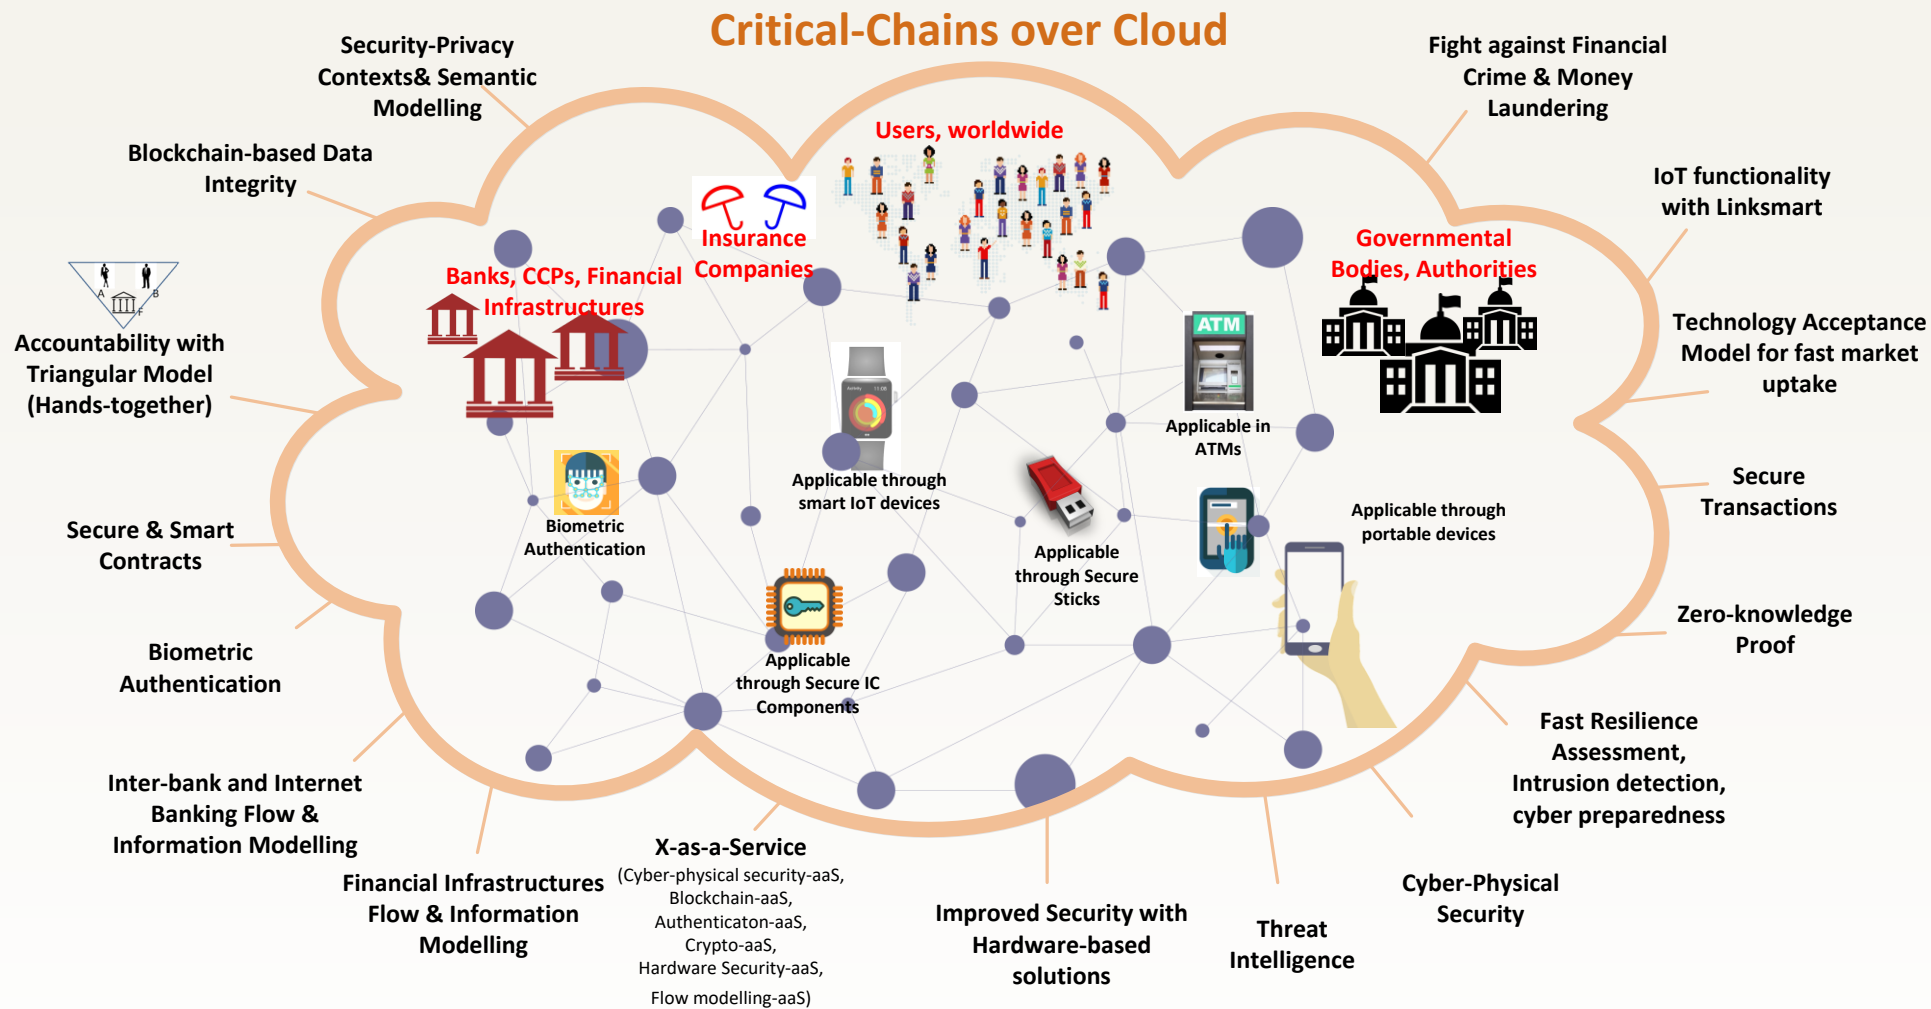 Critical-Chains over Cloud
Security-Privacy
Contexts& Semantic
Modelling
Fight against Financial
Crime & Money
Laundering
Blockchain-based Data
Integrity
IoT functionality
with Linksmart
A
B
F
Accountability with
Triangular Model
(Hands-together)
Technology Acceptance
Model for fast market
uptake
Secure & Smart
Contracts
Secure
Transactions
Biometric
Authentication
Zero-knowledge
Proof
Inter-bank and Internet
Banking Flow &
Information Modelling
Fast Resilience
Assessment,
Intrusion detection,
cyber preparedness
Financial Infrastructures
Flow & Information
Modelling
X-as-a-Service
(Cyber-physical security-aaS,
Blockchain-aaS,
Authenticaton-aaS,
Crypto-aaS,
Hardware Security-aaS,
Flow modelling-aaS)
Improved Security with
Hardware-based
solutions
Threat
Intelligence
Cyber-Physical
Security
Users, worldwide
Insurance
Companies
Banks, CCPs, Financial
Infrastructures
Governmental
Bodies, Authorities
ATM
Applicable in
ATMs
Activity 11:08
Applicable through
smart IoT devices
Biometric
Authentication
Applicable
through Secure
Sticks
Applicable through
portable devices
Applicable
through Secure IC
Components